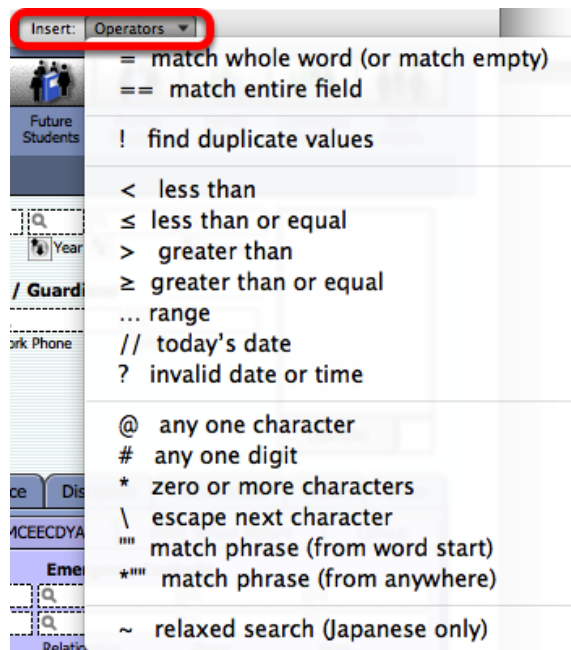 Insert: Operators
= match whole word (or match empty)
== match entire field
Future
Students
! find duplicate values
< less than
≤ less than or equal
> greater than
Year
≥ greater than or equal
/ Guardi
... range
ork Phone
// today's date
? invalid date or time
@ any one character
# any one digit
* zero or more characters
ce Dis
\ escape next character
MCEECDYA
"" match phrase (from word start)
Eme
*"" match phrase (from anywhere)
~ relaxed search (Japanese only)
Relatio